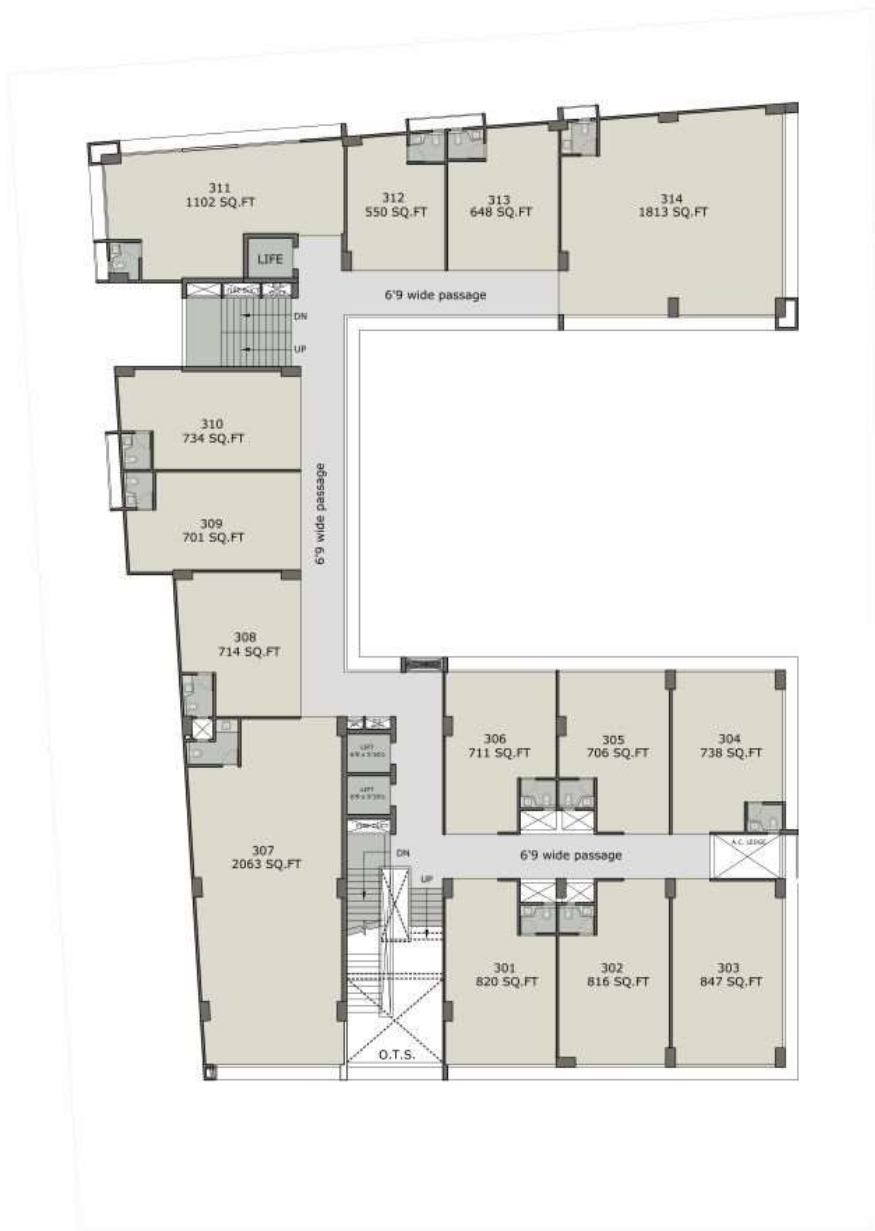 311
1102 SQ.FT
312
550 SQ.FT
313
648 SQ.FT
314
1813 SQ.FT
LIFE
6'9 wide passage
DN
UP
310
734 SQ.FT
309
701 SQ.FT
6'9 wide passage
308
714 SQ.FT
306
711 SQ.FT
305
706 SQ.FT
304
738 SQ.FT
LIFT
LIFT
307
2063 SQ.FT
DN
UP
6'9 wide passage
A.C. LEDGE
301
820 SQ.FT
302
816 SQ.FT
303
847 SQ.FT
O.T.S.